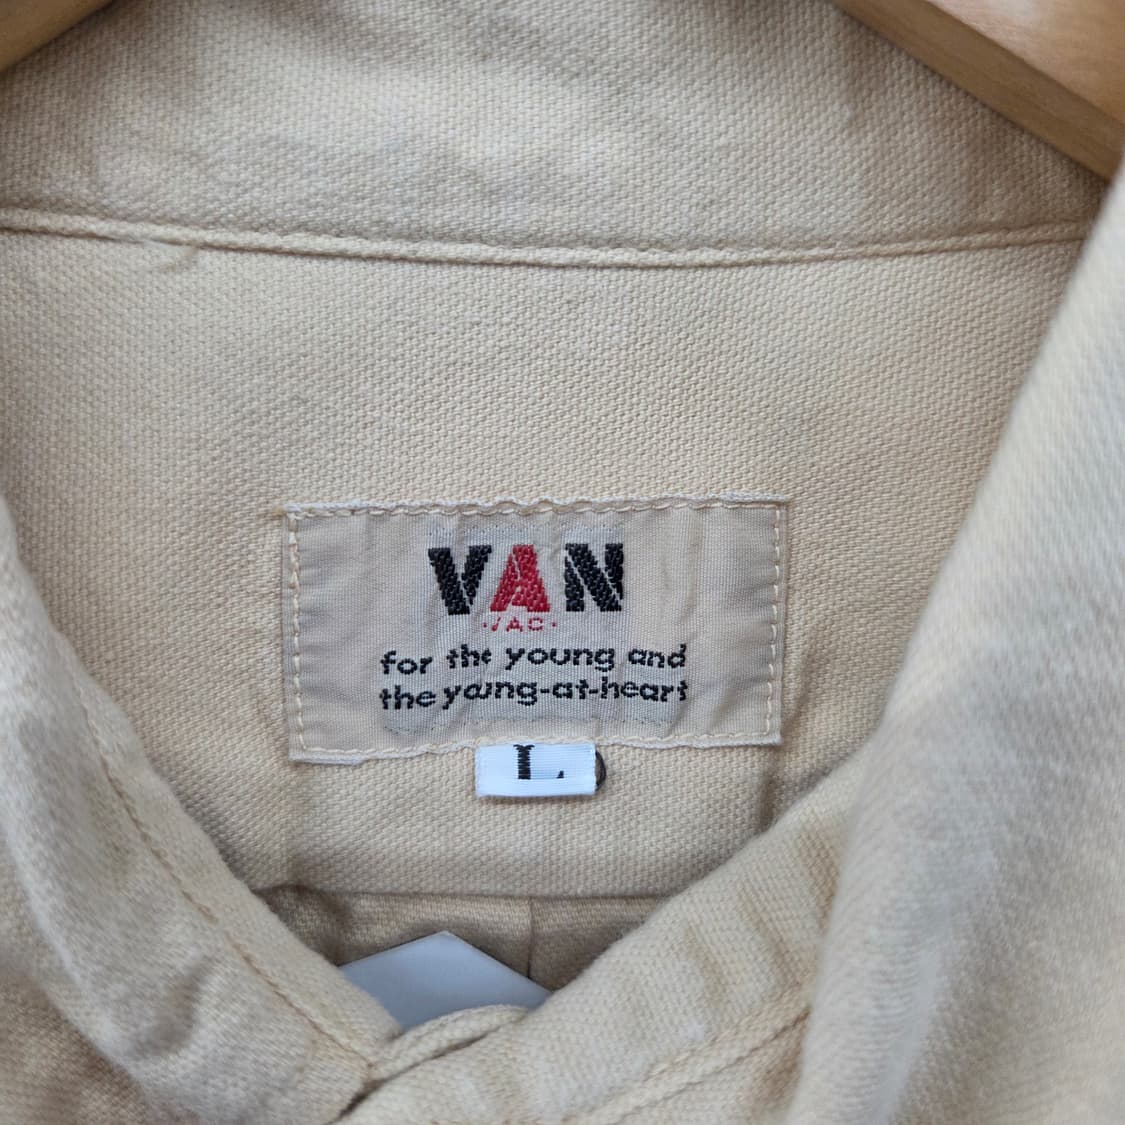 VAN
·JAC·
for the young and
the young-at-heart
L